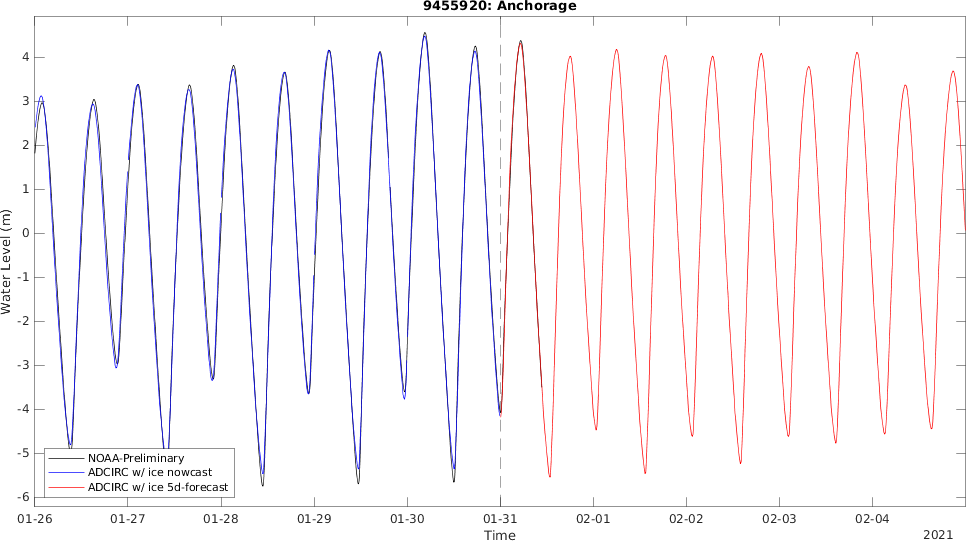 9455920: Anchorage
4
3
2
1
0
-1
-2
-3
-4
-5
-6
Water Level (m)
NOAA-Preliminary
ADCIRC w/ ice nowcast
ADCIRC w/ ice 5d-forecast
01-26 01-27 01-28 01-29 01-30 01-31 02-01 02-02 02-03 02-04
Time
2021